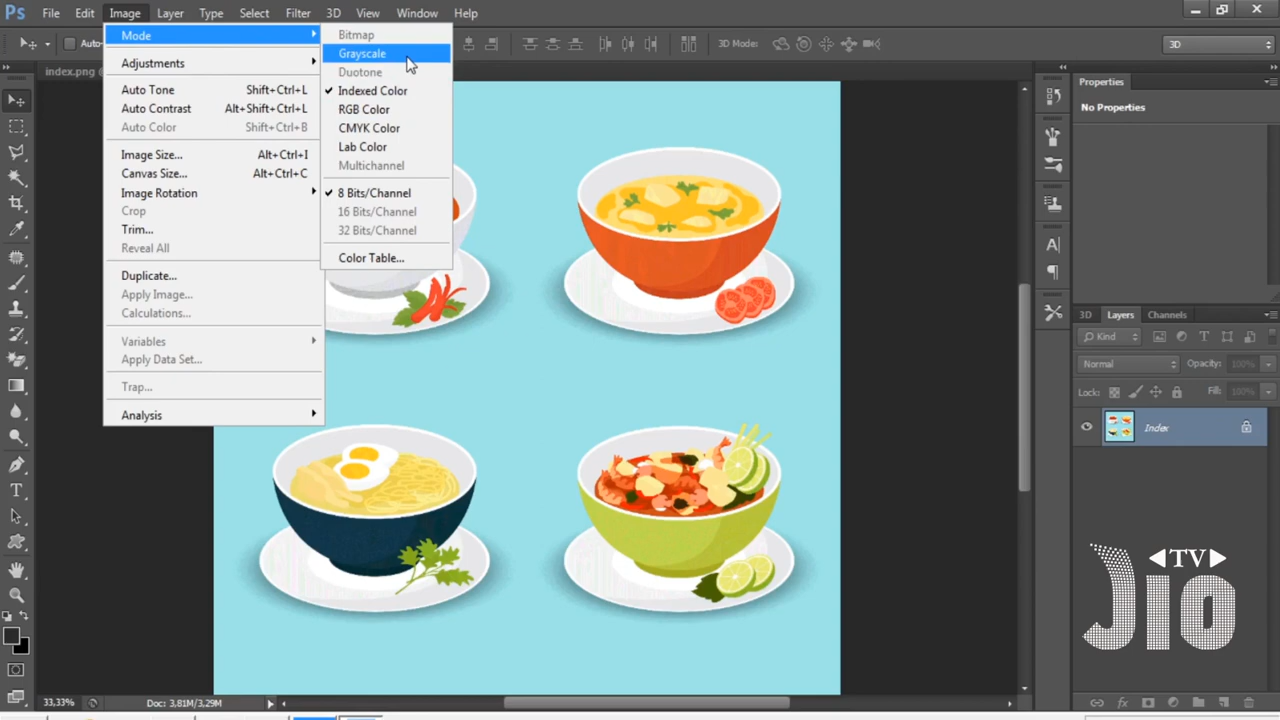 Ps File Edit Image Layer Type Select Filter 3D View Window Help
Auto-
3D Mode:
3D
index.png @
Mode
Adjustments
Auto Tone Shift+Ctrl+L
Auto Contrast Alt+Shift+Ctrl+L
Auto Color Shift+Ctrl+B
Image Size... Alt+Ctrl+I
Canvas Size... Alt+Ctrl+C
Image Rotation
Crop
Trim...
Reveal All
Duplicate...
Apply Image...
Calculations...
Variables
Apply Data Set...
Trap...
Analysis
Bitmap
Grayscale
Duotone
Indexed Color
RGB Color
CMYK Color
Lab Color
Multichannel
8 Bits/Channel
16 Bits/Channel
32 Bits/Channel
Color Table...
Properties
No Properties
3D Layers Channels
Kind
Normal Opacity: 100%
Lock: Fill: 100%
Index
TV
Jio
33,33% Doc: 3,81M/3,29M